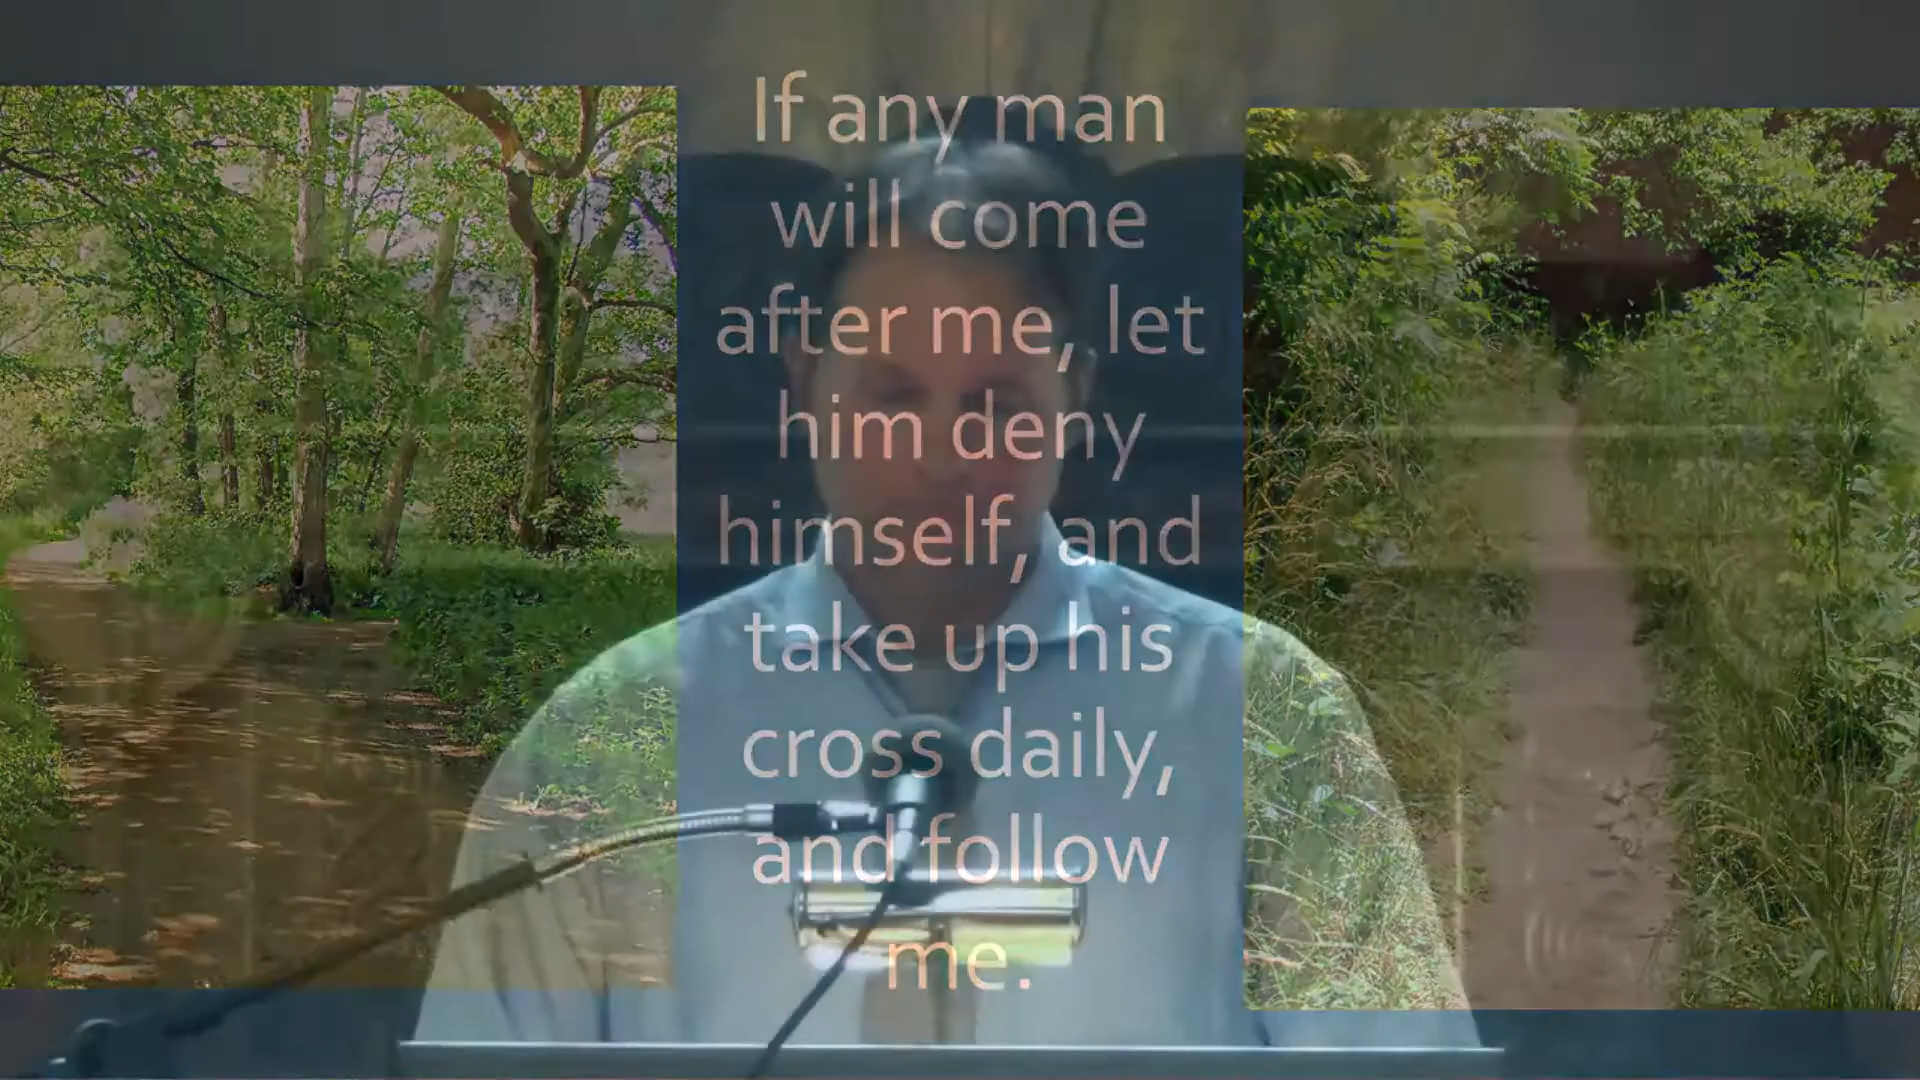 If any man
will come
after me, let
him deny
himself, and
take up his
cross daily,
and follow
me.